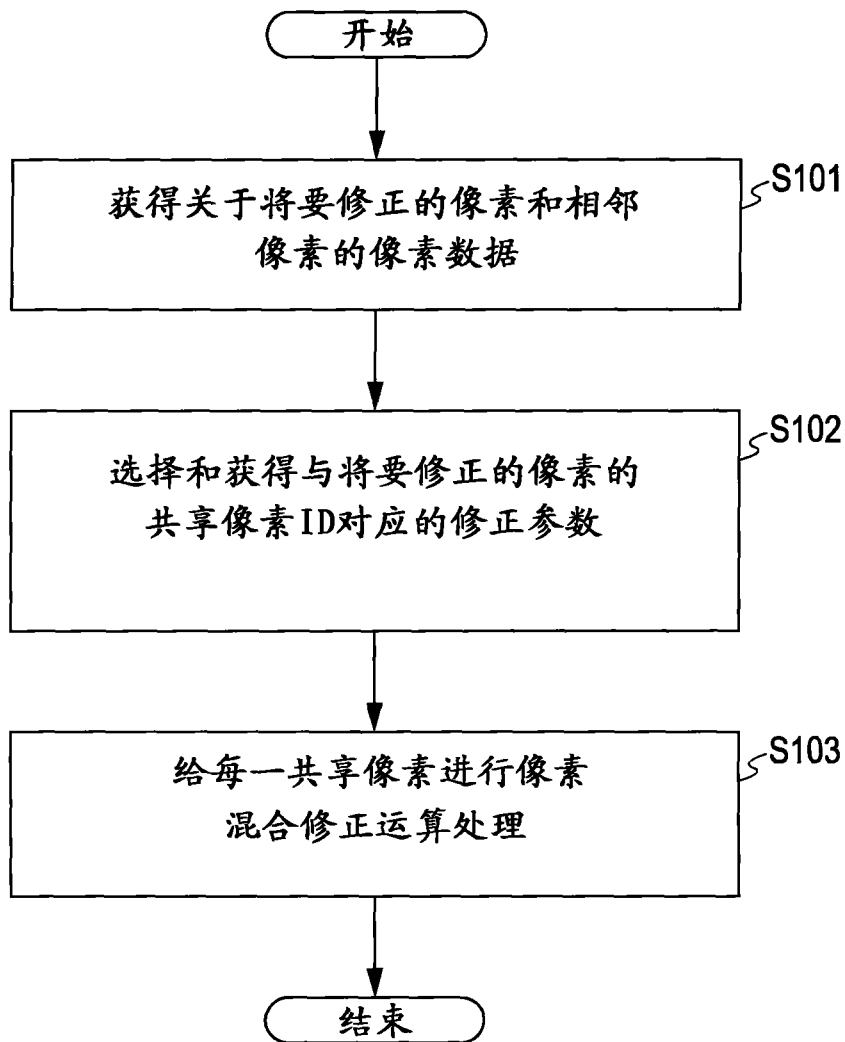 开始
S101
获得关于将要修正的像素和相邻
像素的像素数据
S102
选择和获得与将要修正的像素的
共享像素ID对应的修正参数
S103
给每一共享像素进行像素
混合修正运算处理
结束